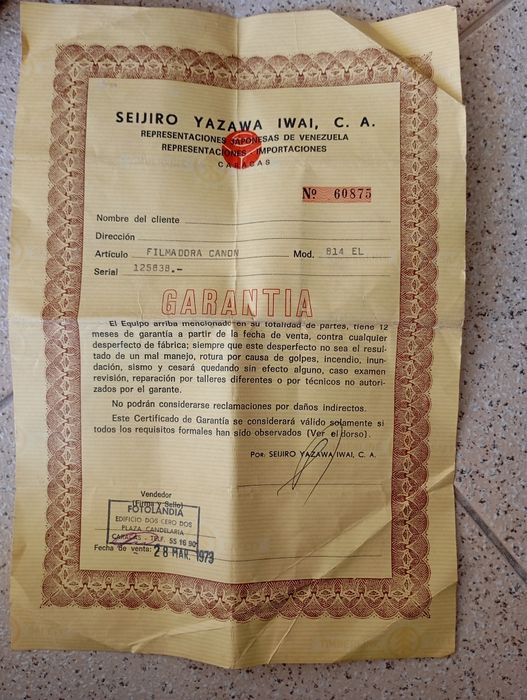 SEIJIRO YAZAWA IWAI, C. A.
REPRESENTACIONES JAPONESAS DE VENEZUELA
REPRESENTACIONES - IMPORTACIONES
CARACAS
Nº 60875
Nombre del cliente
Dirección
Artículo FILMADORA CANON Mod. 814 EL
Serial 125838.-
GARANTIA
El Equipo arriba mencionado en su totalidad de partes, tiene 12
meses de garantía a partir de la fecha de venta, contra cualquier
desperfecto de fábrica; siempre que este desperfecto no sea el resul-
tado de un mal manejo, rotura por causa de golpes, incendio, inun-
dación, sismo y cesará quedando sin efecto alguno, caso examen
revisión, reparación por talleres diferentes o por técnicos no autori-
zados por el garante.
No podrán considerarse reclamaciones por daños indirectos.
Este Certificado de Garantía se considerará válido solamente si
todos los requisitos formales han sido observados (Ver el dorso).
Por: SEIJIRO YAZAWA IWAI, C. A.
Vendedor
(Firma y Sello)
FOTOLANDIA
EDIFICIO DOS CERO DOS
PLAZA CANDELARIA
CARACAS - TELF. 55 16 90
Fecha de venta: 28 MAR. 1973